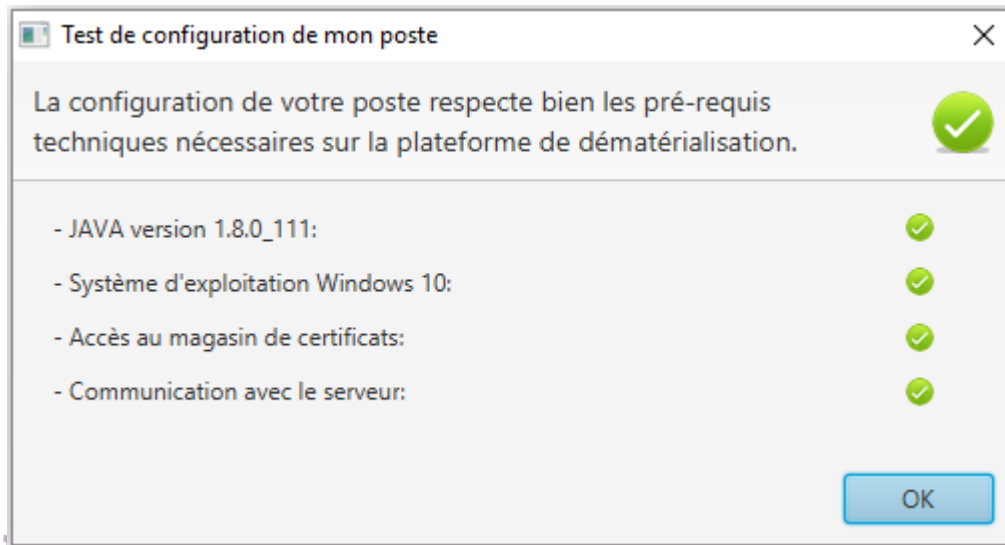 Test de configuration de mon poste
La configuration de votre poste respecte bien les pré-requis
techniques nécessaires sur la plateforme de dématérialisation.
- JAVA version 1.8.0_111:
- Système d'exploitation Windows 10:
- Accès au magasin de certificats:
- Communication avec le serveur:
OK